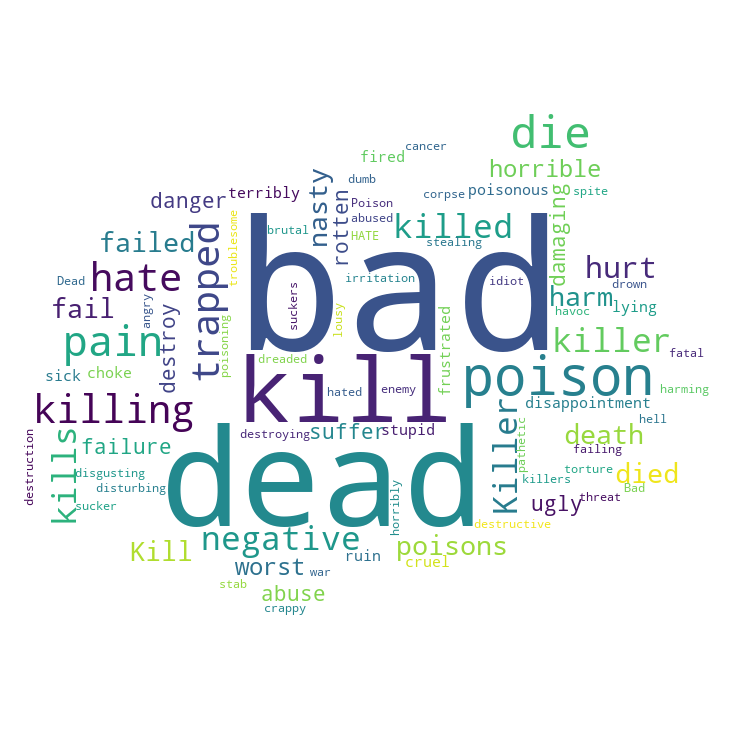 die
cancer
fired
horrible
dumb
nasty
terribly
danger
rotten
Poison
corpse
poisonous
spite
abused
killed
damaging
troublesome
brutal
HATE
stealing
failed
trapped
bad
hurt
hate
Dead
irritation
idiot
drown
harm
lying
fail
angry
suckers
lousy
havoc
pain
destroy
poisoning
frustrated
killer
fatal
dreaded
kill
poison
sick
choke
hated
enemy
harming
killing
disappointment
hell
Killer
destruction
kills
failure
destroying
suffer
stupid
pathetic
death
failing
disgusting
disturbing
dead
killers
torture
died
Bad
sucker
horribly
ugly
threat
destructive
Kill
negative
poisons
worst
war
ruin
cruel
stab
abuse
crappy